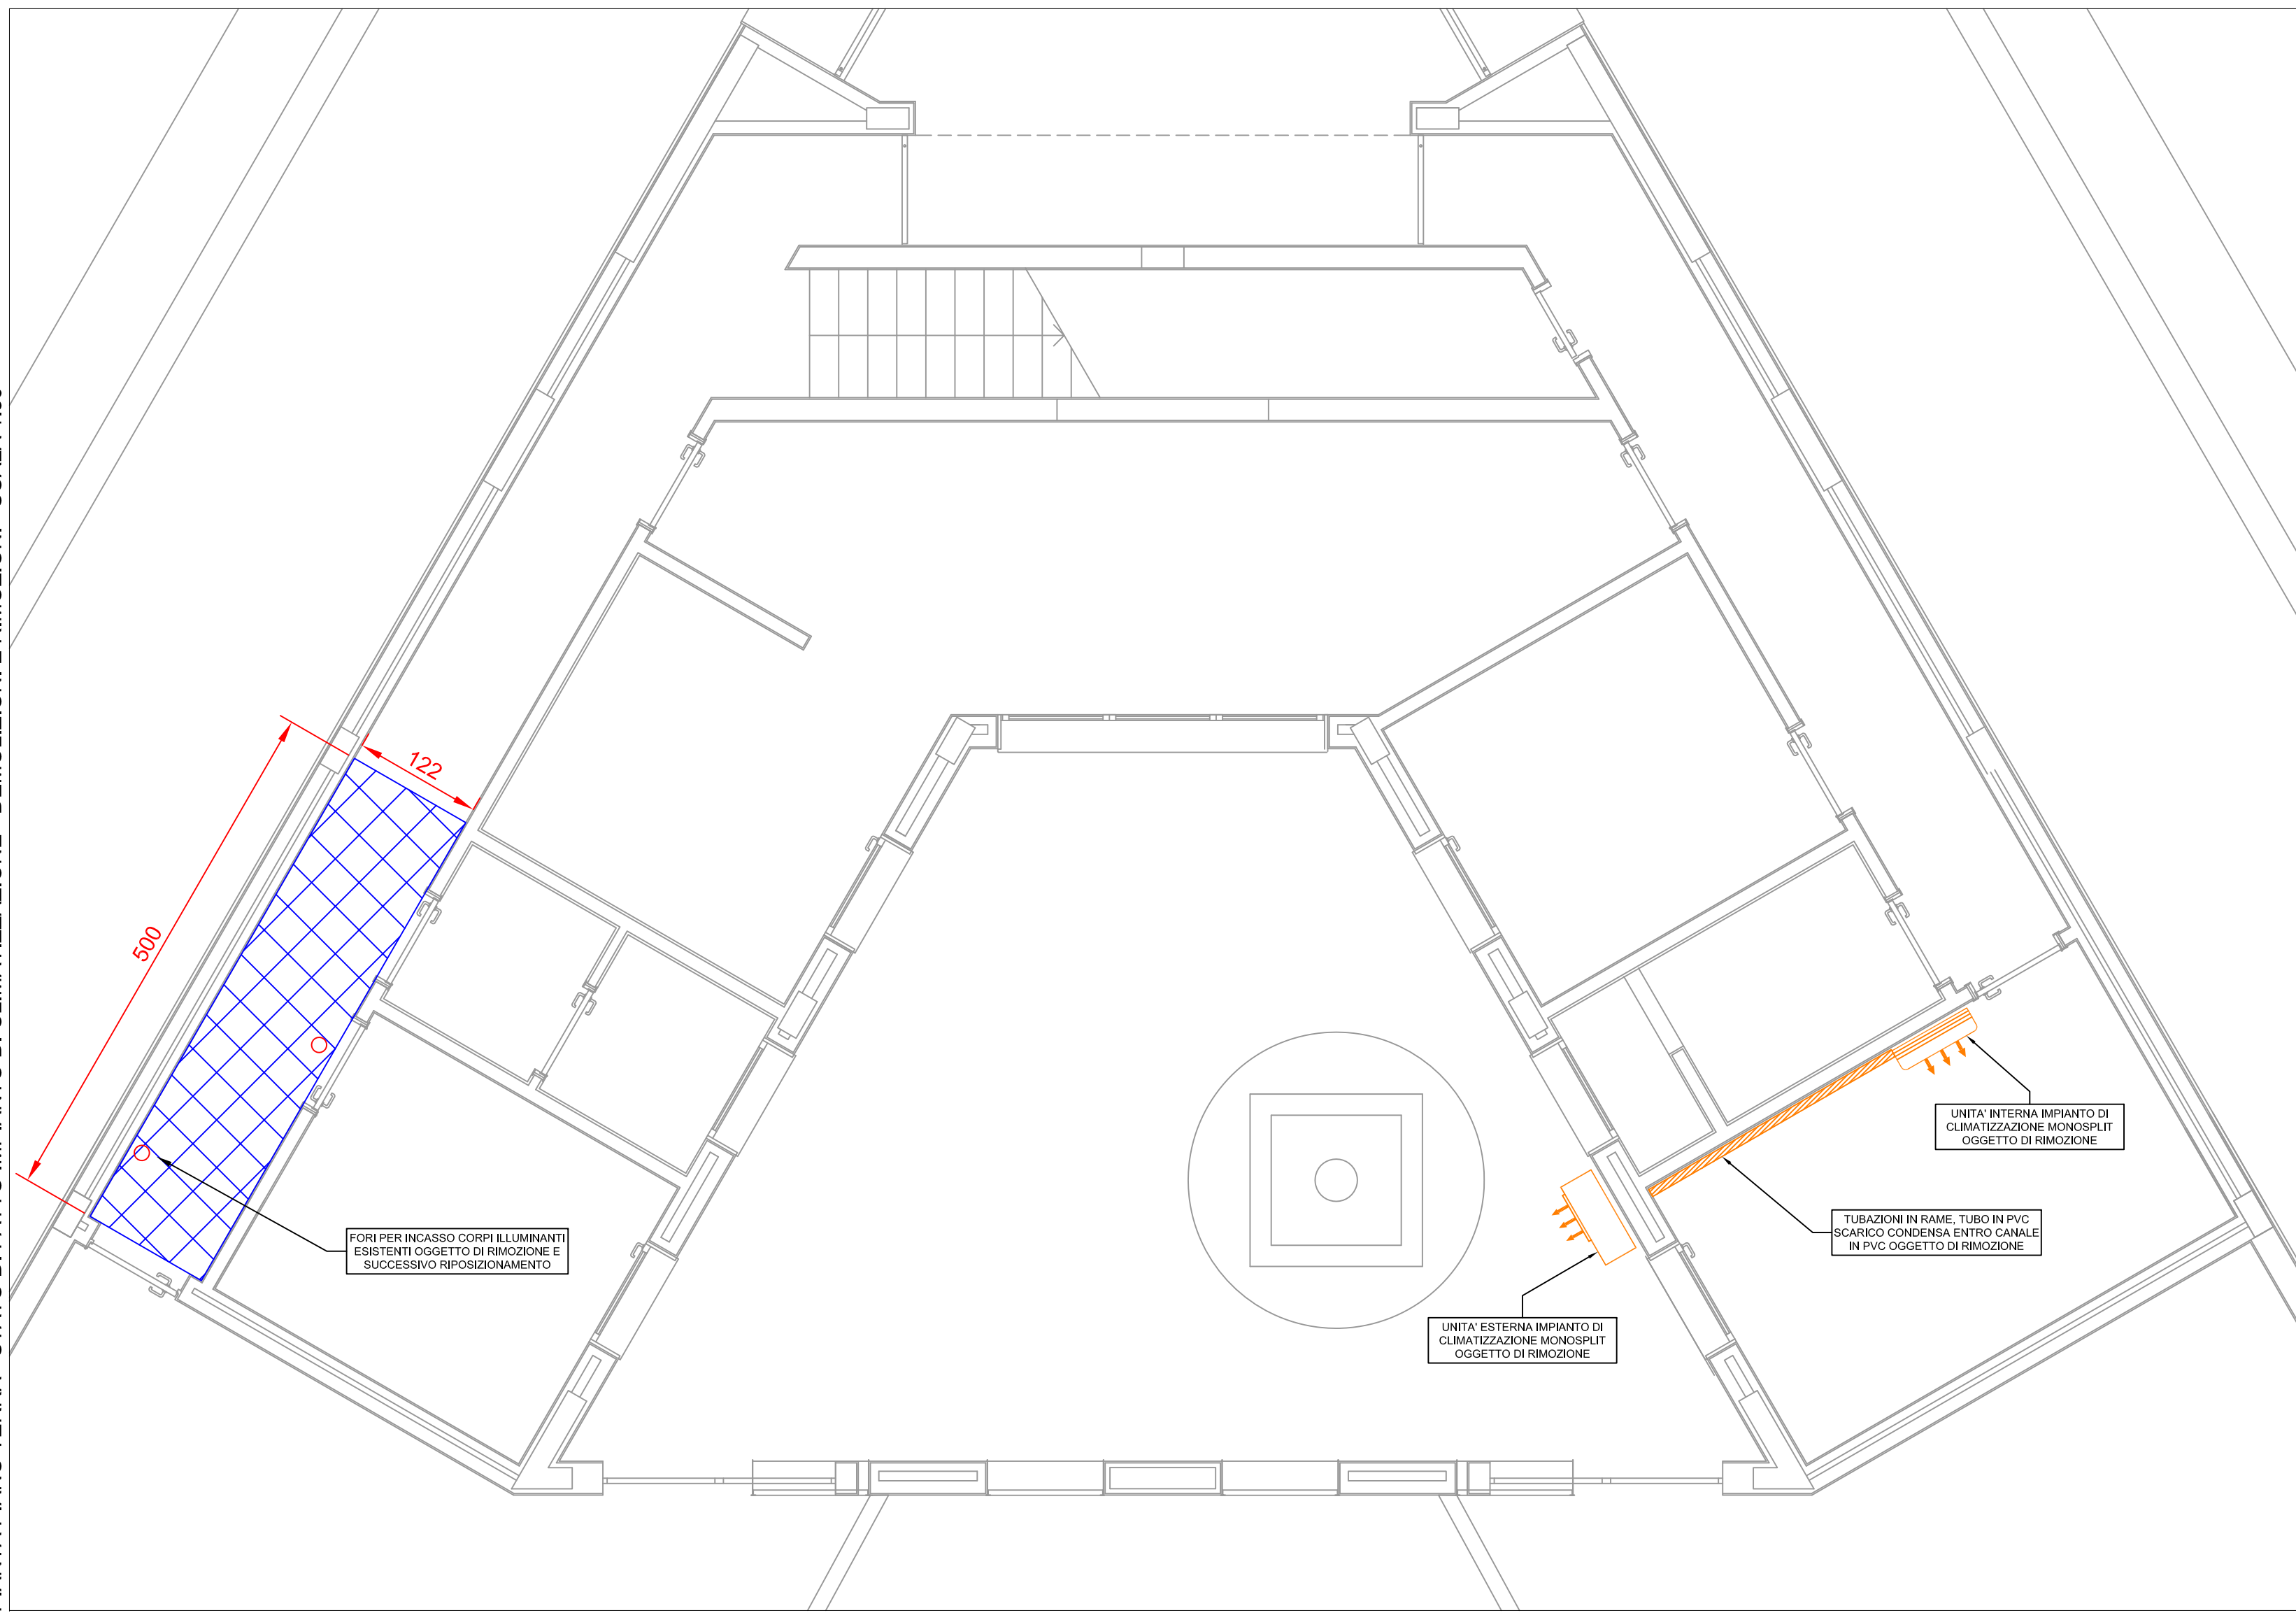 122
500
FORI PER INCASSO CORPI ILLUMINANTI
ESISTENTI OGGETTO DI RIMOZIONE E
SUCCESSIVO RIPOSIZIONAMENTO
UNITA' INTERNA IMPIANTO DI
CLIMATIZZAZIONE MONOSPLIT
OGGETTO DI RIMOZIONE
TUBAZIONI IN RAME, TUBO IN PVC
SCARICO CONDENSA ENTRO CANALE
IN PVC OGGETTO DI RIMOZIONE
UNITA' ESTERNA IMPIANTO DI
CLIMATIZZAZIONE MONOSPLIT
OGGETTO DI RIMOZIONE